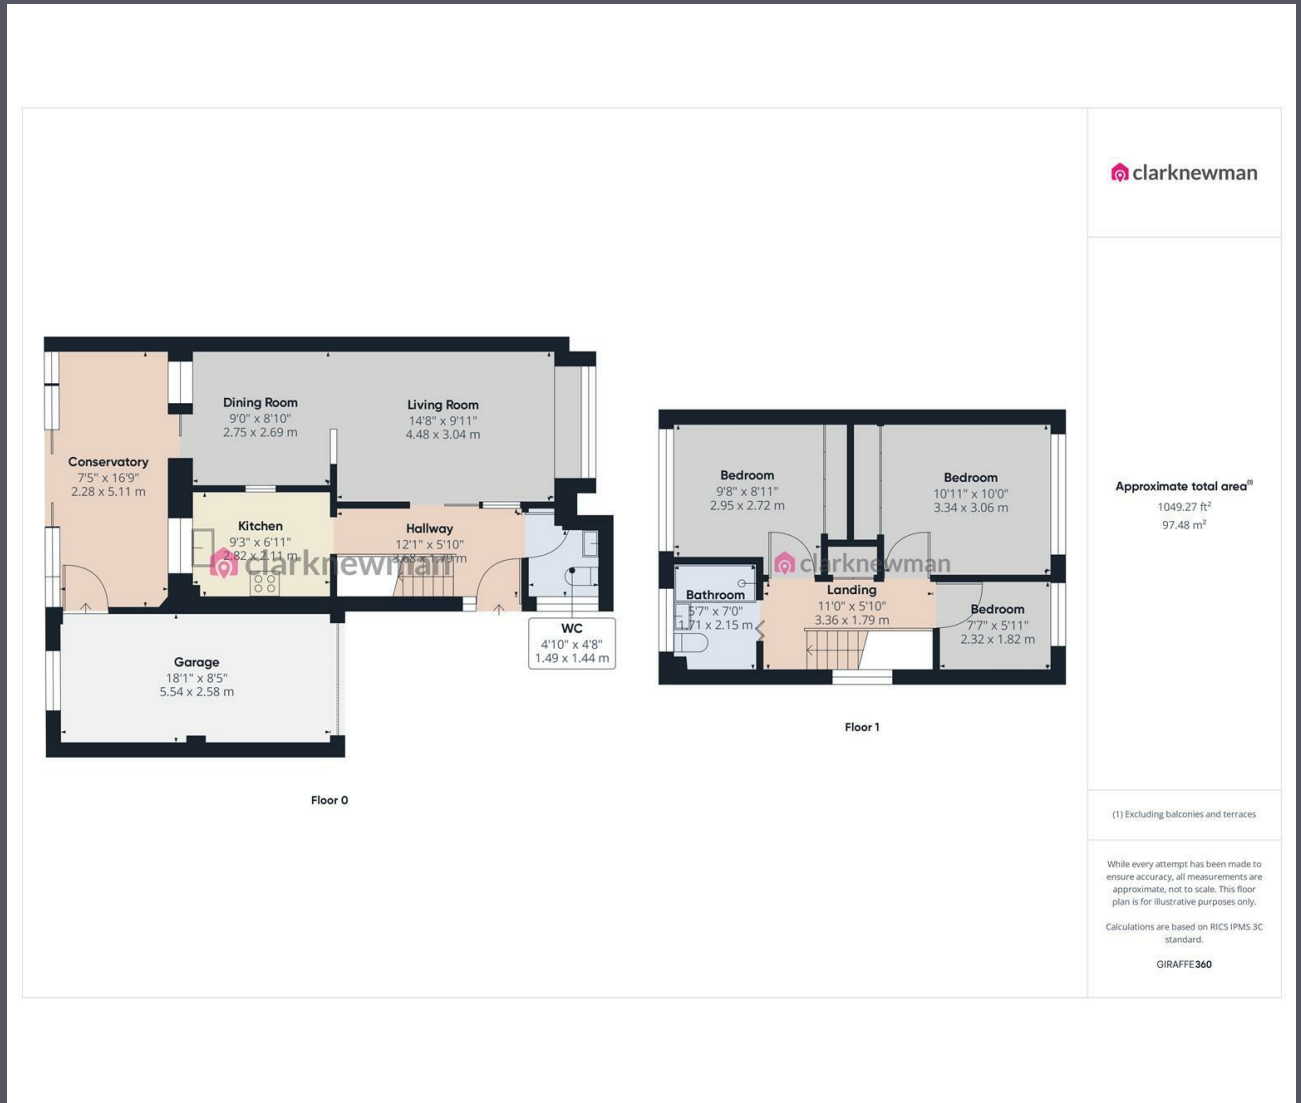 clarknewman
Dining Room
9'0" x 8'10"
2.75 x 2.69 m
Living Room
14'8" x 9'11"
4.48 x 3.04 m
Conservatory
7'5" x 16'9"
2.28 x 5.11 m
Kitchen
9'3" x 6'11"
2.82 x 2.11 m
Hallway
12'1" x 5'10"
3.68 x 1.79 m
clarknewman
WC
4'10" x 4'8"
1.49 x 1.44 m
Garage
18'1" x 8'5"
5.54 x 2.58 m
Floor 0
Bedroom
9'8" x 8'11"
2.95 x 2.72 m
Bedroom
10'11" x 10'0"
3.34 x 3.06 m
clarknewman
Bathroom
5'7" x 7'0"
1.71 x 2.15 m
Landing
11'0" x 5'10"
3.36 x 1.79 m
Bedroom
7'7" x 5'11"
2.32 x 1.82 m
Floor 1
Approximate total area⁽¹⁾
1049.27 ft²
97.48 m²
(1) Excluding balconies and terraces
While every attempt has been made to
ensure accuracy, all measurements are
approximate, not to scale. This floor
plan is for illustrative purposes only.
Calculations are based on RICS IPMS 3C
standard.
GIRAFFE360